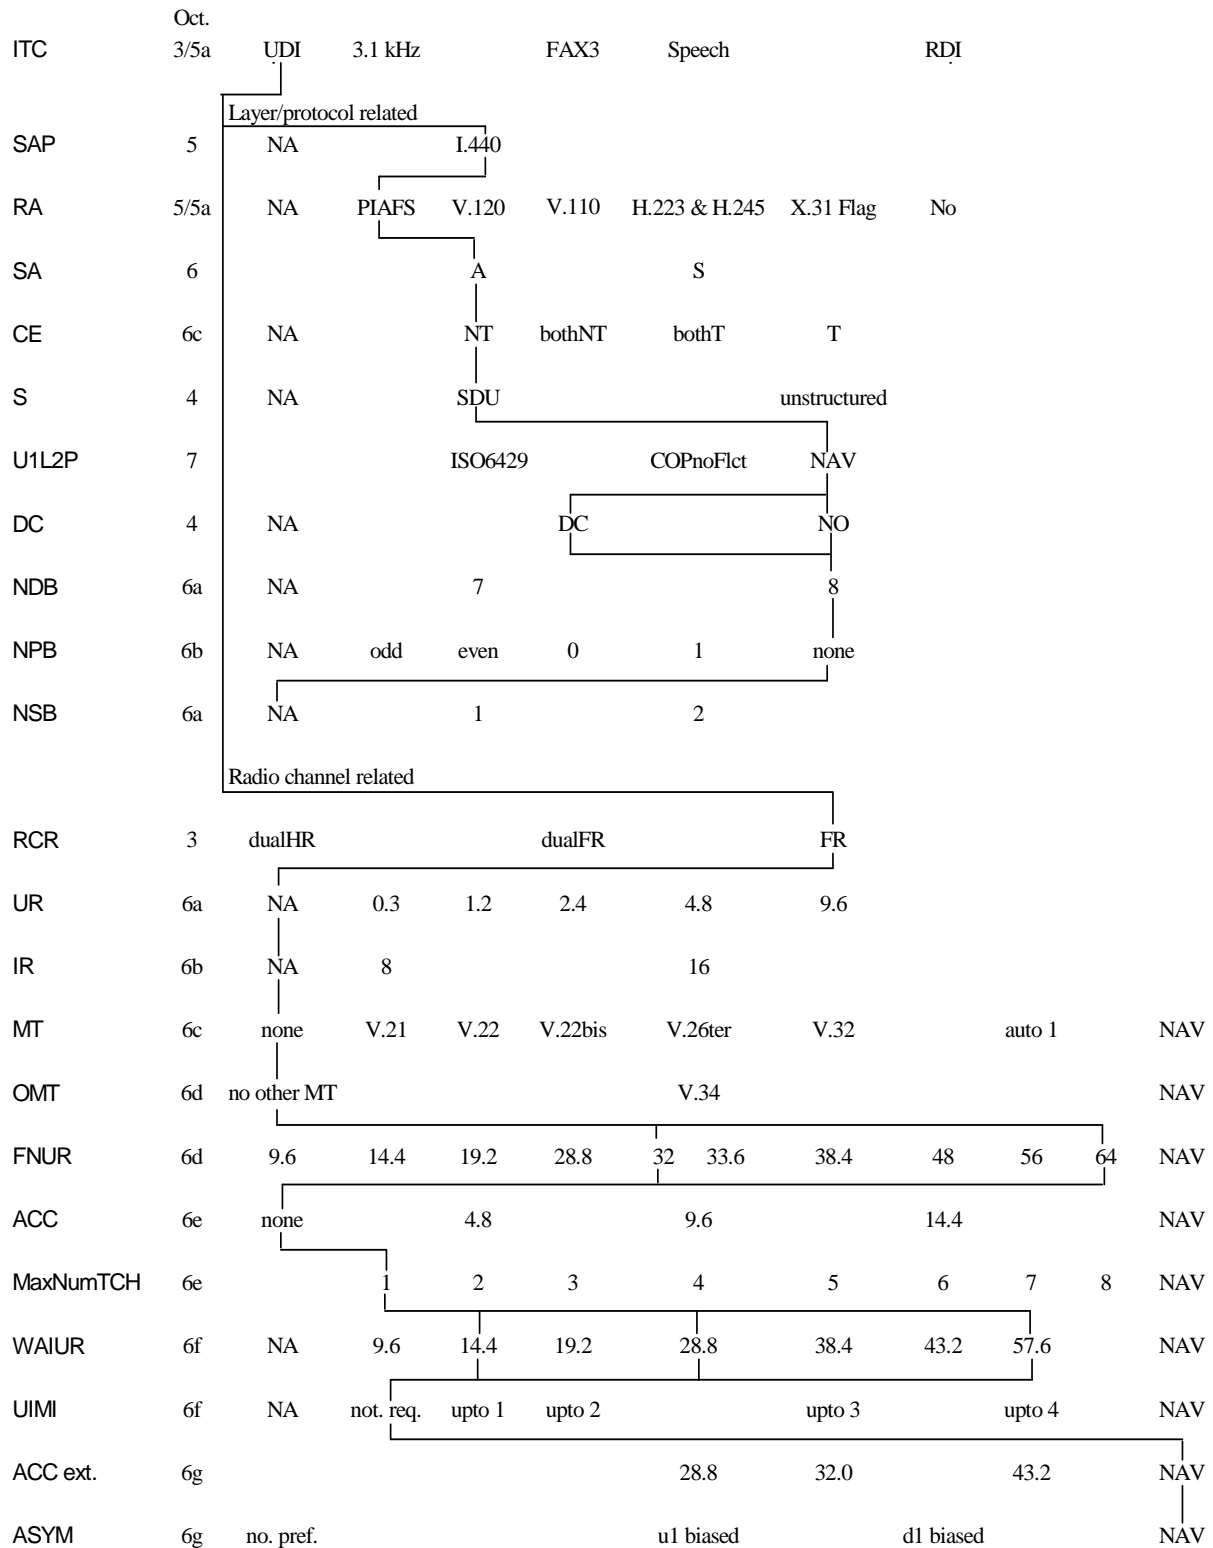 Oct.
ITC 3/5a UDI 3.1 kHz FAX3 Speech RDI
Layer/protocol related
SAP 5 NA I.440
RA 5/5a NA PIAFS V.120 V.110 H.223 & H.245 X.31 Flag No
SA 6 A S
CE 6c NA NT bothNT bothT T
S 4 NA SDU unstructured
U1L2P 7 ISO6429 COPnoFlct NAV
DC 4 NA DC NO
NDB 6a NA 7 8
NPB 6b NA odd even 0 1 none
NSB 6a NA 1 2
Radio channel related
RCR 3 dualHR dualFR FR
UR 6a NA 0.3 1.2 2.4 4.8 9.6
IR 6b NA 8 16
MT 6c none V.21 V.22 V.22bis V.26ter V.32 auto 1 NAV
OMT 6d no other MT V.34 NAV
FNUR 6d 9.6 14.4 19.2 28.8 32 33.6 38.4 48 56 64 NAV
ACC 6e none 4.8 9.6 14.4 NAV
MaxNumTCH 6e 1 2 3 4 5 6 7 8 NAV
WAIUR 6f NA 9.6 14.4 19.2 28.8 38.4 43.2 57.6 NAV
UIMI 6f NA not. req. upto 1 upto 2 upto 3 upto 4 NAV
ACC ext. 6g 28.8 32.0 43.2 NAV
ASYM 6g no. pref. u1 biased d1 biased NAV